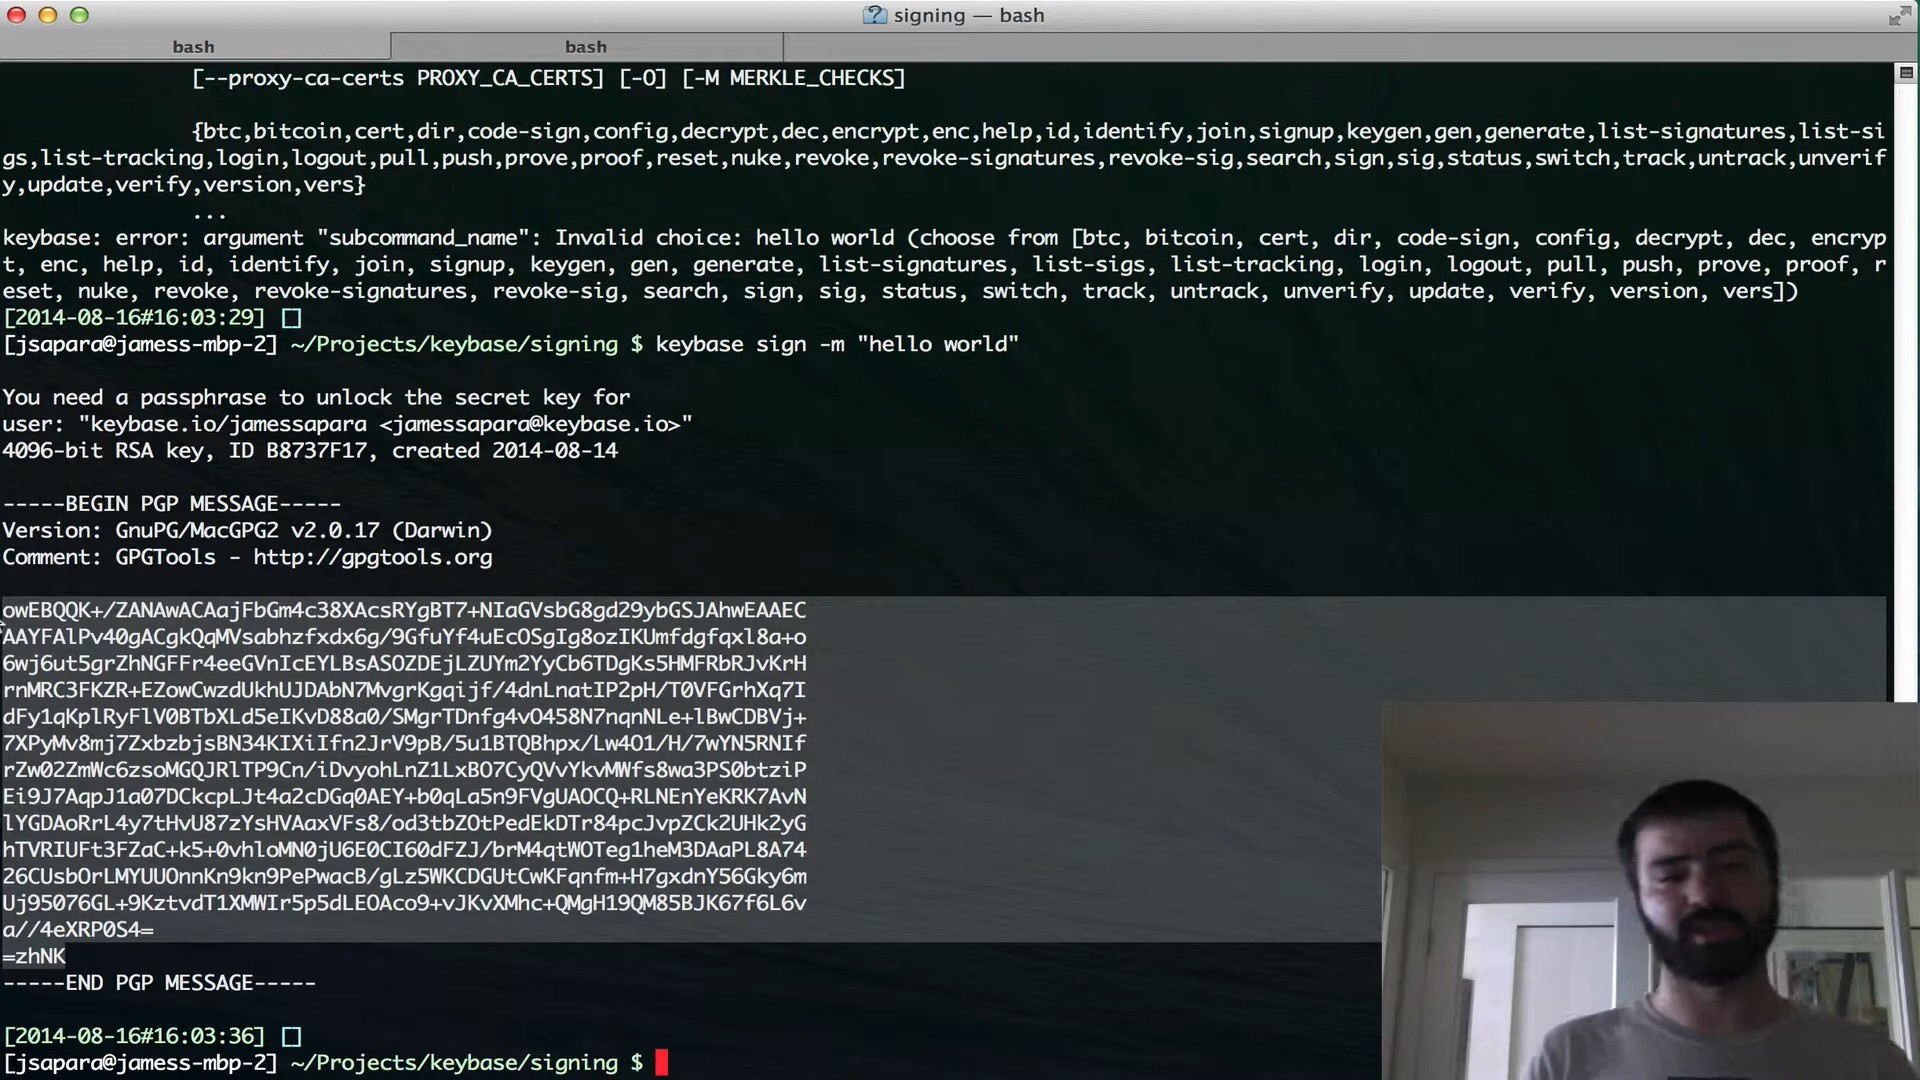 signing — bash
bash
bash
[--proxy-ca-certs PROXY_CA_CERTS] [-O] [-M MERKLE_CHECKS]
{btc,bitcoin,cert,dir,code-sign,config,decrypt,dec,encrypt,enc,help,id,identify,join,signup,keygen,gen,generate,list-signatures,list-si
gs,list-tracking,login,logout,pull,push,prove,proof,reset,nuke,revoke,revoke-signatures,revoke-sig,search,sign,sig,status,switch,track,untrack,unverif
y,update,verify,version,vers}
...
keybase: error: argument "subcommand_name": Invalid choice: hello world (choose from [btc, bitcoin, cert, dir, code-sign, config, decrypt, dec, encryp
t, enc, help, id, identify, join, signup, keygen, gen, generate, list-signatures, list-sigs, list-tracking, login, logout, pull, push, prove, proof, r
eset, nuke, revoke, revoke-signatures, revoke-sig, search, sign, sig, status, switch, track, untrack, unverify, update, verify, version, vers])
[2014-08-16#16:03:29] []
[jsapara@jamess-mbp-2] ~/Projects/keybase/signing $ keybase sign -m "hello world"
You need a passphrase to unlock the secret key for
user: "keybase.io/jamessapara <jamessapara@keybase.io>"
4096-bit RSA key, ID B8737F17, created 2014-08-14
-----BEGIN PGP MESSAGE-----
Version: GnuPG/MacGPG2 v2.0.17 (Darwin)
Comment: GPGTools - http://gpgtools.org
owEBQQK+/ZANAwACAajFbGm4c38XAcsRYgBT7+NIaGVsbG8gd29ybGSJAhwEAAEC
AAYFAlPv40gACgkQqMVsabhzfxdx6g/9GfuYf4uEcOSgIg8ozIKUmfdgfqxl8a+o
6wj6ut5grZhNGFFr4eeGVnIcEYLBsASOZDEjLZUYm2YyCb6TDgKs5HMFRbRJvKrH
rnMRC3FKZR+EZowCwzdUkhUJDAbN7MvgrKgqijf/4dnLnatIP2pH/T0VFGrhXq7I
dFy1qKplRyFlV0BTbXLd5eIKvD88a0/SMgrTDnfg4vO458N7nqnNLe+lBwCDBVj+
7XPyMv8mj7ZxbzbjsBN34KIXiIfn2JrV9pB/5u1BTQBhpx/Lw4O1/H/7wYN5RNIf
rZw02ZmWc6zsoMGQJRlTP9Cn/iDvyohLnZ1LxBO7CyQVvYkvMWfs8wa3PS0btziP
Ei9J7AqpJ1a07DCkcpLJt4a2cDGq0AEY+b0qLa5n9FVgUAOCQ+RLNEnYeKRK7AvN
lYGDAoRrL4y7tHvU87zYsHVAaxVFs8/od3tbZOtPedEkDTr84pcJvpZCk2UHk2yG
hTVRIUFt3FZaC+k5+0vhloMN0jU6E0CI60dFZJ/brM4qtWOTeg1heM3DAaPL8A74
26CUsbOrLMYUUOnnKn9kn9PePwacB/gLz5WKCDGUtCwKFqnfm+H7gxdnY56Gky6m
Uj95076GL+9KztvdT1XMWIr5p5dLEOAco9+vJKvXMhc+QMgH19QM85BJK67f6L6v
a//4eXRP0S4=
=zhNK
-----END PGP MESSAGE-----
[2014-08-16#16:03:36] []
[jsapara@jamess-mbp-2] ~/Projects/keybase/signing $